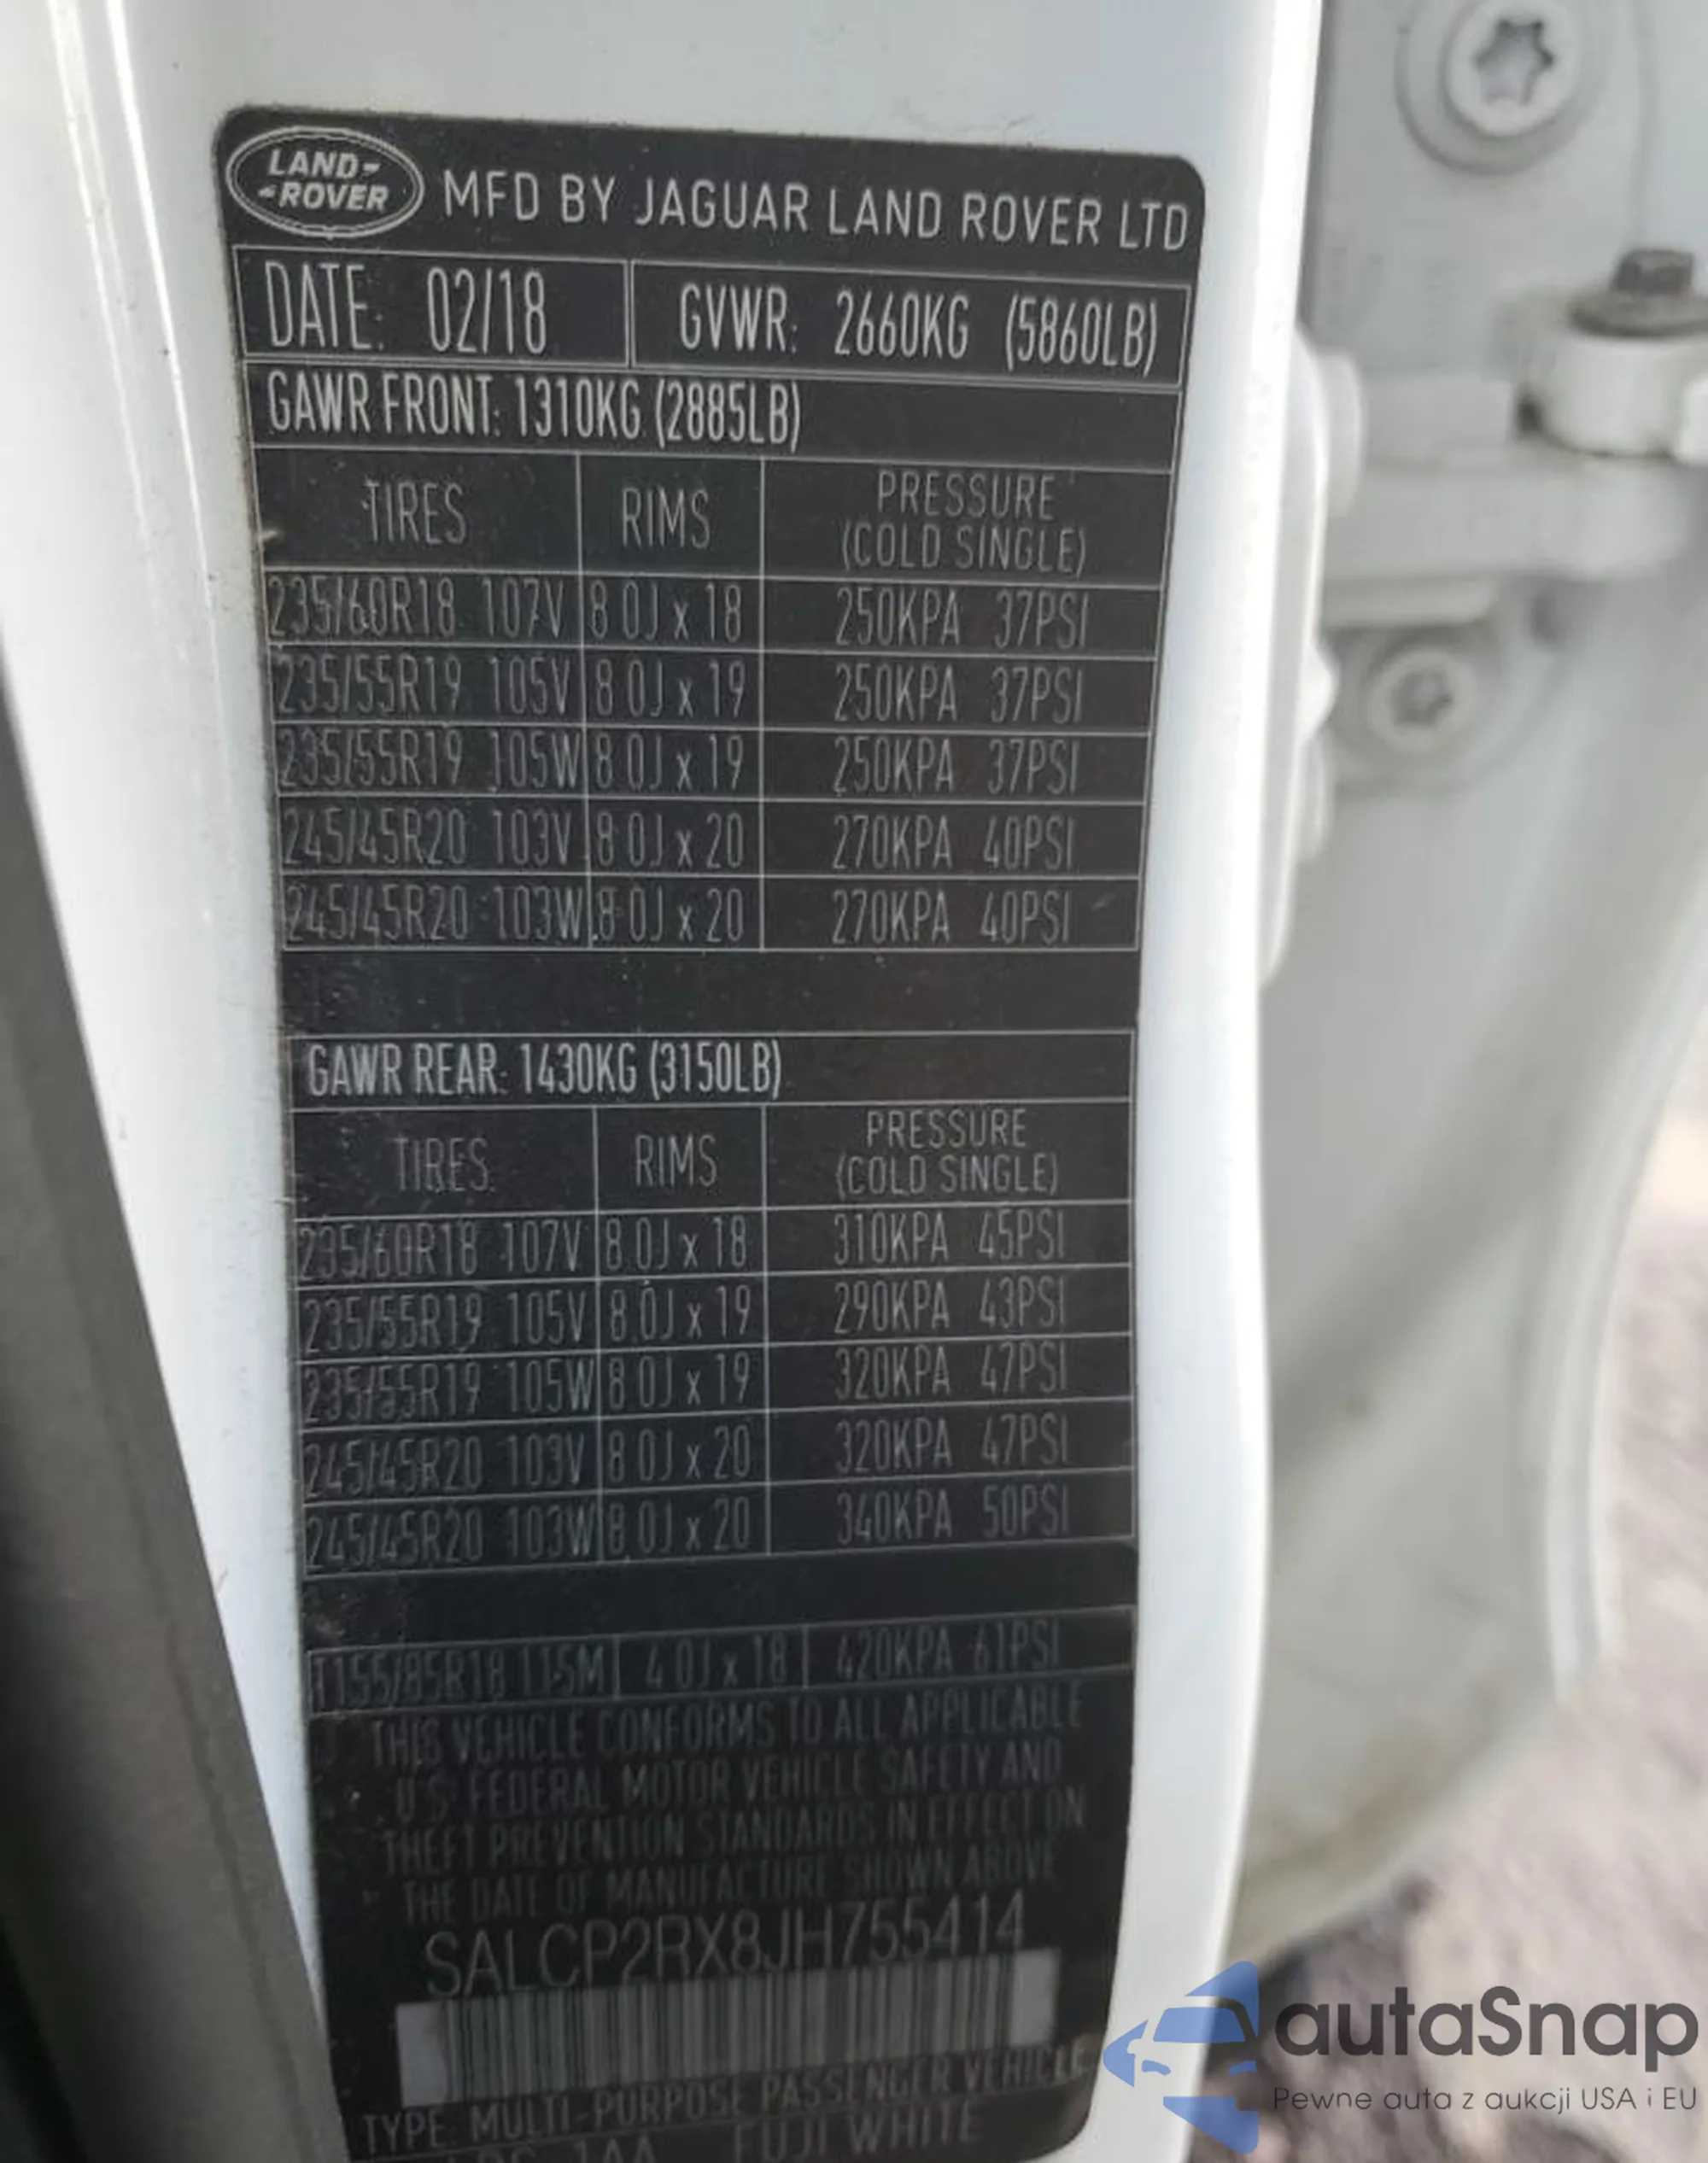 LAND-
-ROVER
MFD BY JAGUAR LAND ROVER LTD
DATE: 02/18 GVWR: 2660KG (5860LB)
GAWR FRONT: 1310KG (2885LB)
TIRES RIMS PRESSURE
(COLD SINGLE)
235/60R18 107V 8.0J x 18 250KPA 37PSI
235/55R19 105V 8.0J x 19 250KPA 37PSI
235/55R19 105W 8.0J x 19 250KPA 37PSI
245/45R20 103V 8.0J x 20 270KPA 40PSI
245/45R20 103W 8.0J x 20 270KPA 40PSI
GAWR REAR: 1430KG (3150LB)
TIRES RIMS PRESSURE
(COLD SINGLE)
235/60R18 107V 8.0J x 18 310KPA 45PSI
235/55R19 105V 8.0J x 19 290KPA 43PSI
235/55R19 105W 8.0J x 19 320KPA 47PSI
245/45R20 103V 8.0J x 20 320KPA 47PSI
245/45R20 103W 8.0J x 20 340KPA 50PSI
T155/85R18 115M 4.0J x 18 420KPA 61PSI
THIS VEHICLE CONFORMS TO ALL APPLICABLE
U.S. FEDERAL MOTOR VEHICLE SAFETY AND
THEFT PREVENTION STANDARDS IN EFFECT ON
THE DATE OF MANUFACTURE SHOWN ABOVE
SALCP2RX8JH755414
TYPE: MULTI-PURPOSE PASSENGER VEHICLE
1AA FUJI WHITE
autaSnap
Pewne auta z aukcji USA i EU